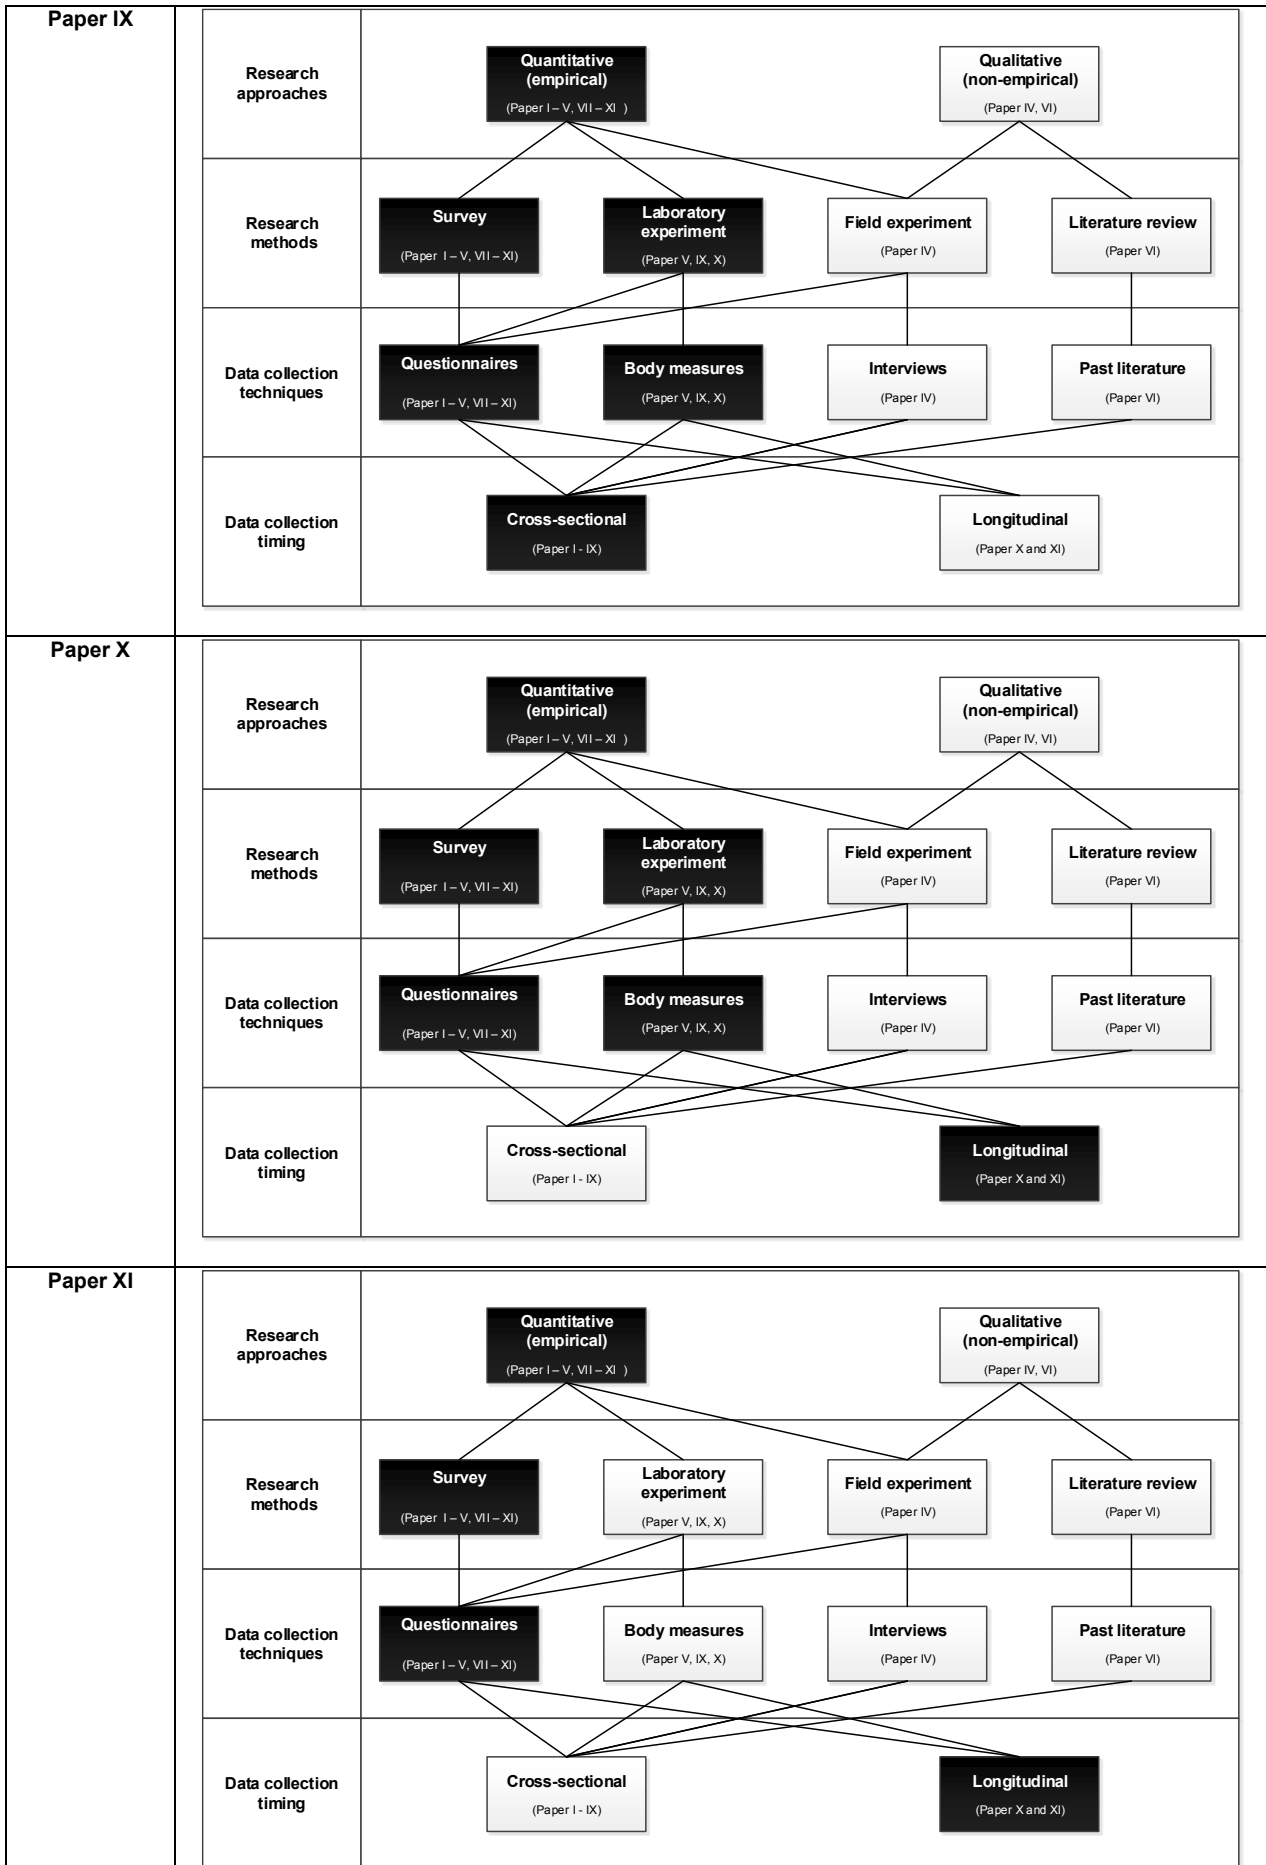 Paper IX
Research
approaches
Quantitative
(empirical)
(Paper I – V, VII – XI )
Qualitative
(non-empirical)
(Paper IV, VI)
Research
methods
Survey
(Paper I – V, VII – XI)
Laboratory
experiment
(Paper V, IX, X)
Field experiment
(Paper IV)
Literature review
(Paper VI)
Data collection
techniques
Questionnaires
(Paper I – V, VII – XI)
Body measures
(Paper V, IX, X)
Interviews
(Paper IV)
Past literature
(Paper VI)
Data collection
timing
Cross-sectional
(Paper I - IX)
Longitudinal
(Paper X and XI)
Paper X
Research
approaches
Quantitative
(empirical)
(Paper I – V, VII – XI )
Qualitative
(non-empirical)
(Paper IV, VI)
Research
methods
Survey
(Paper I – V, VII – XI)
Laboratory
experiment
(Paper V, IX, X)
Field experiment
(Paper IV)
Literature review
(Paper VI)
Data collection
techniques
Questionnaires
(Paper I – V, VII – XI)
Body measures
(Paper V, IX, X)
Interviews
(Paper IV)
Past literature
(Paper VI)
Data collection
timing
Cross-sectional
(Paper I - IX)
Longitudinal
(Paper X and XI)
Paper XI
Research
approaches
Quantitative
(empirical)
(Paper I – V, VII – XI )
Qualitative
(non-empirical)
(Paper IV, VI)
Research
methods
Survey
(Paper I – V, VII – XI)
Laboratory
experiment
(Paper V, IX, X)
Field experiment
(Paper IV)
Literature review
(Paper VI)
Data collection
techniques
Questionnaires
(Paper I – V, VII – XI)
Body measures
(Paper V, IX, X)
Interviews
(Paper IV)
Past literature
(Paper VI)
Data collection
timing
Cross-sectional
(Paper I - IX)
Longitudinal
(Paper X and XI)